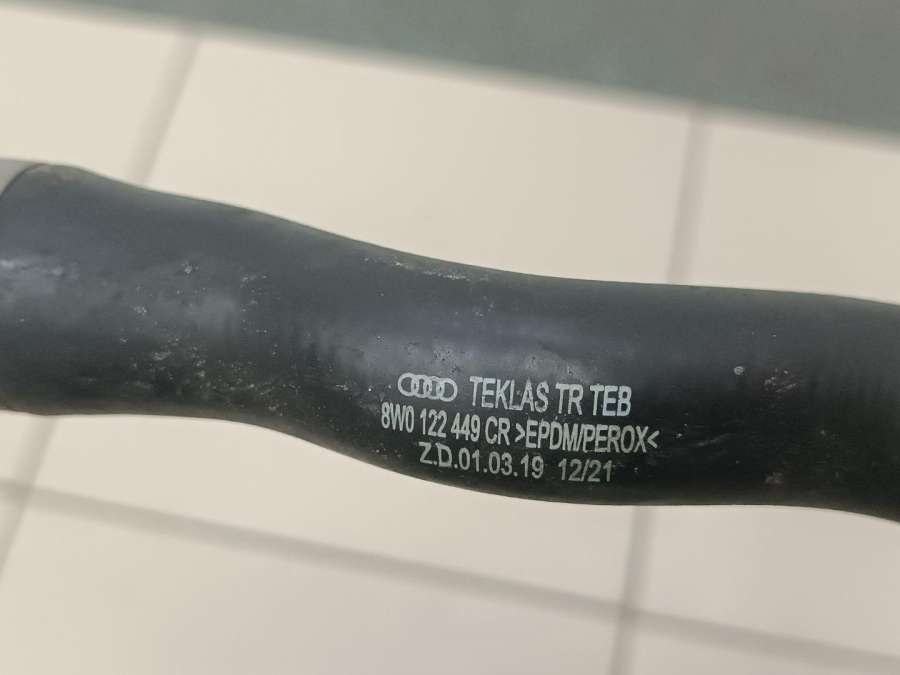 TEKLAS TR TEB
8W0 122 449 CR >EPDM/PEROX<
Z.D.01.03.19 12/21